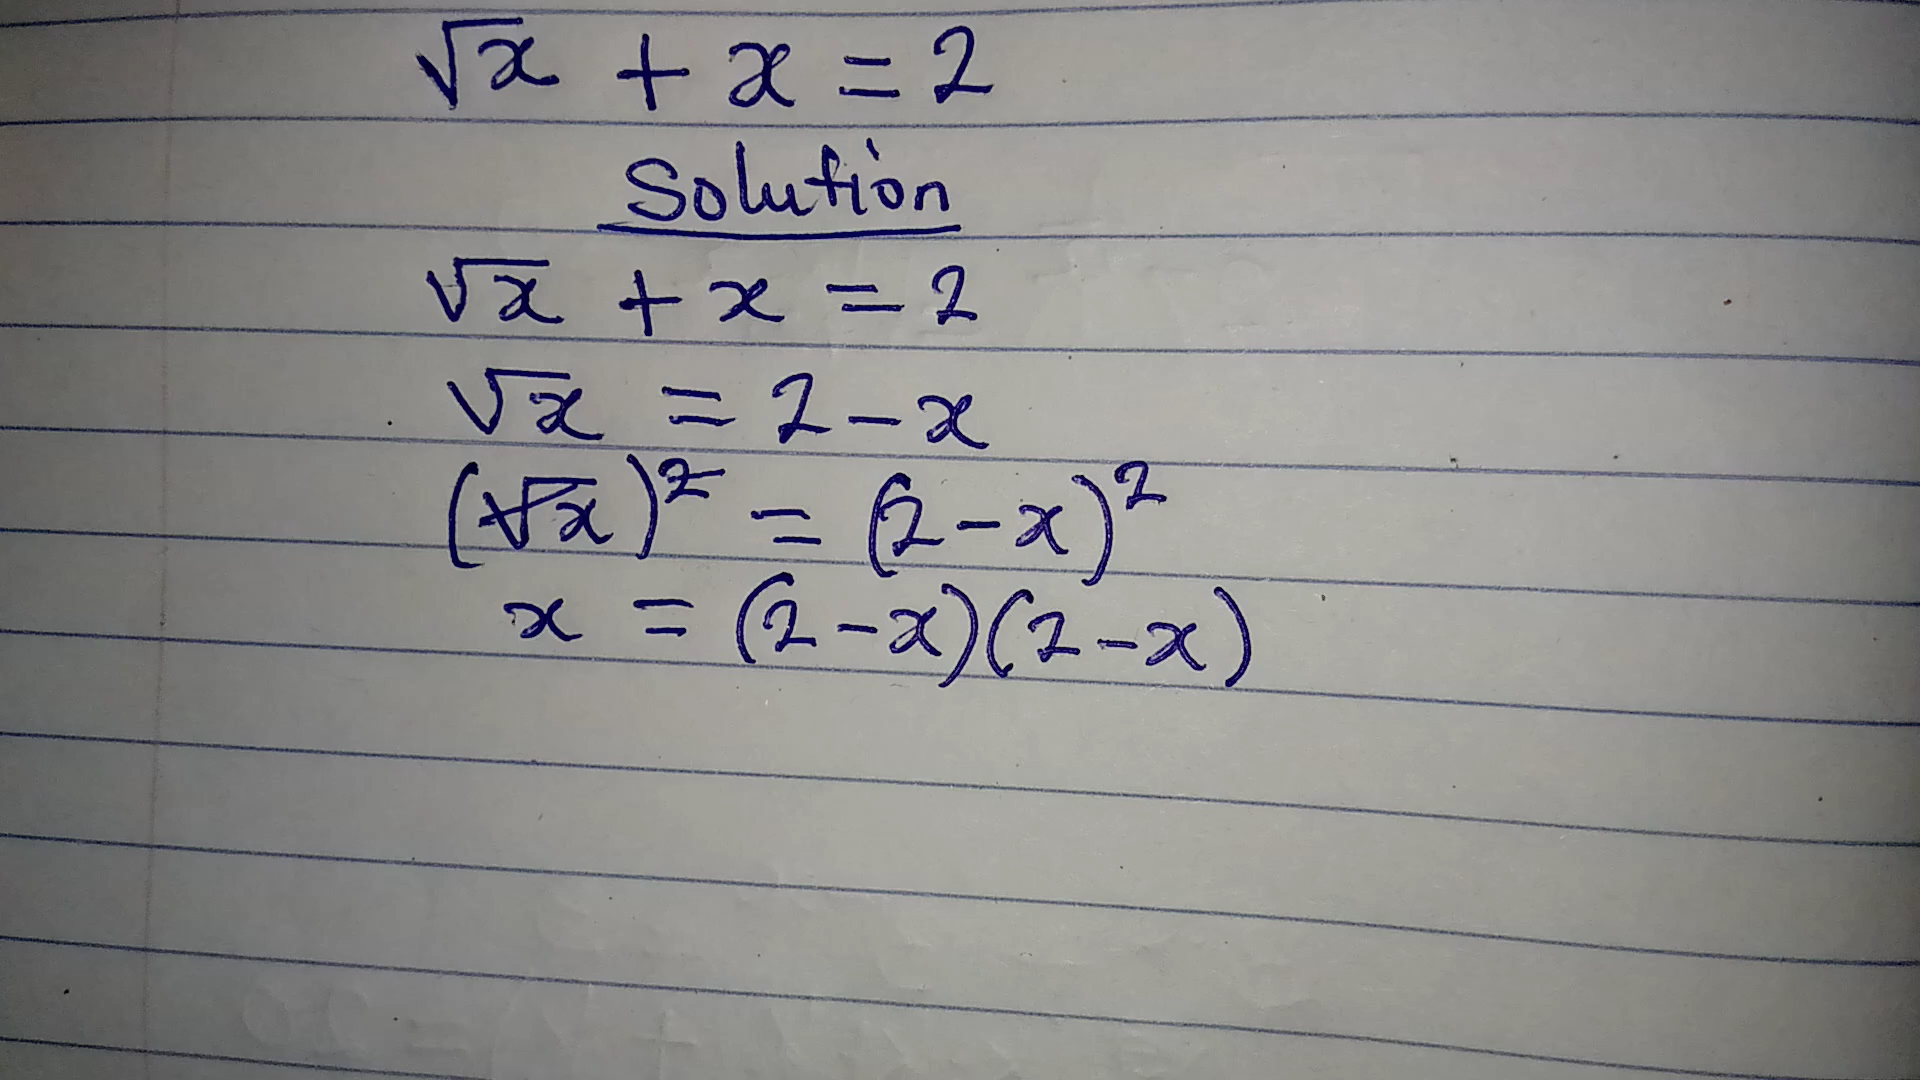 √x + x = 2
Solution
√x + x = 2
√x = 2 - x
(√x)² = (2 - x)²
x = (2 - x)(2 - x)